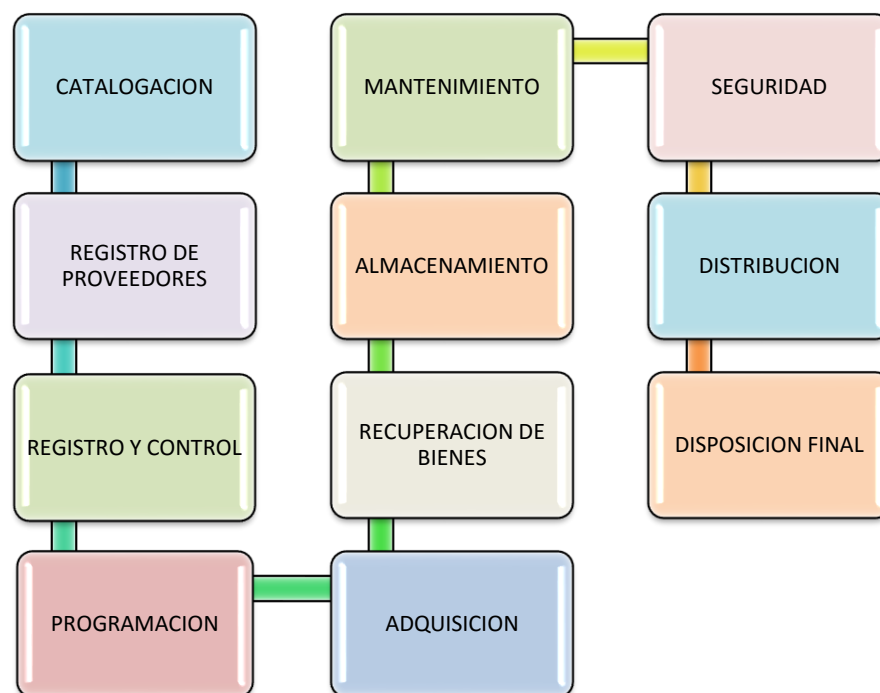 CATALOGACION
REGISTRO DE
PROVEEDORES
REGISTRO Y CONTROL
PROGRAMACION
ADQUISICION
RECUPERACION DE
BIENES
ALMACENAMIENTO
MANTENIMIENTO
SEGURIDAD
DISTRIBUCION
DISPOSICION FINAL